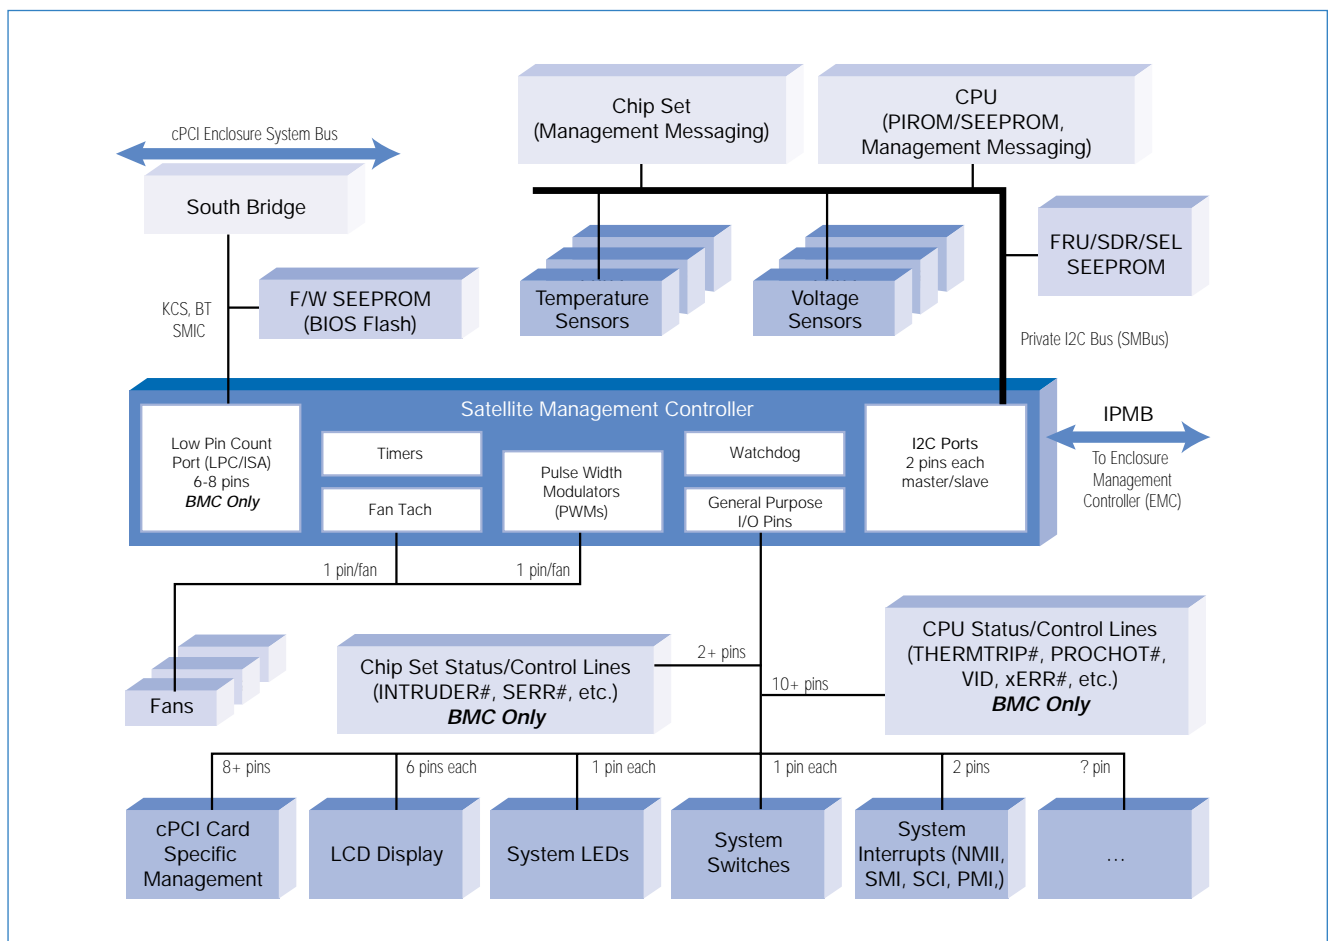 Chip Set
(Management Messaging)
CPU
(PIROM/SEEPROM,
Management Messaging)
cPCI Enclosure System Bus
South Bridge
FRU/SDR/SEL
SEEPROM
F/W SEEPROM
(BIOS Flash)
KCS, BT
SMIC
Temperature
Sensors
Voltage
Sensors
Private I2C Bus (SMBus)
Satellite Management Controller
Low Pin Count
Port (LPC/ISA)
6-8 pins
BMC Only
Timers
Fan Tach
Pulse Width
Modulators
(PWMs)
Watchdog
General Purpose
I/O Pins
I2C Ports
2 pins each
master/slave
IPMB
To Enclosure
Management
Controller (EMC)
1 pin/fan
1 pin/fan
Fans
Chip Set Status/Control Lines
(INTRUDER#, SERR#, etc.)
BMC Only
2+ pins
10+ pins
CPU Status/Control Lines
(THERMTRIP#, PROCHOT#,
VID, xERR#, etc.)
BMC Only
8+ pins
6 pins each
1 pin each
1 pin each
2 pins
? pin
cPCI Card
Specific
Management
LCD Display
System LEDs
System
Switches
System
Interrupts (NMII,
SMI, SCI, PMI,)
...